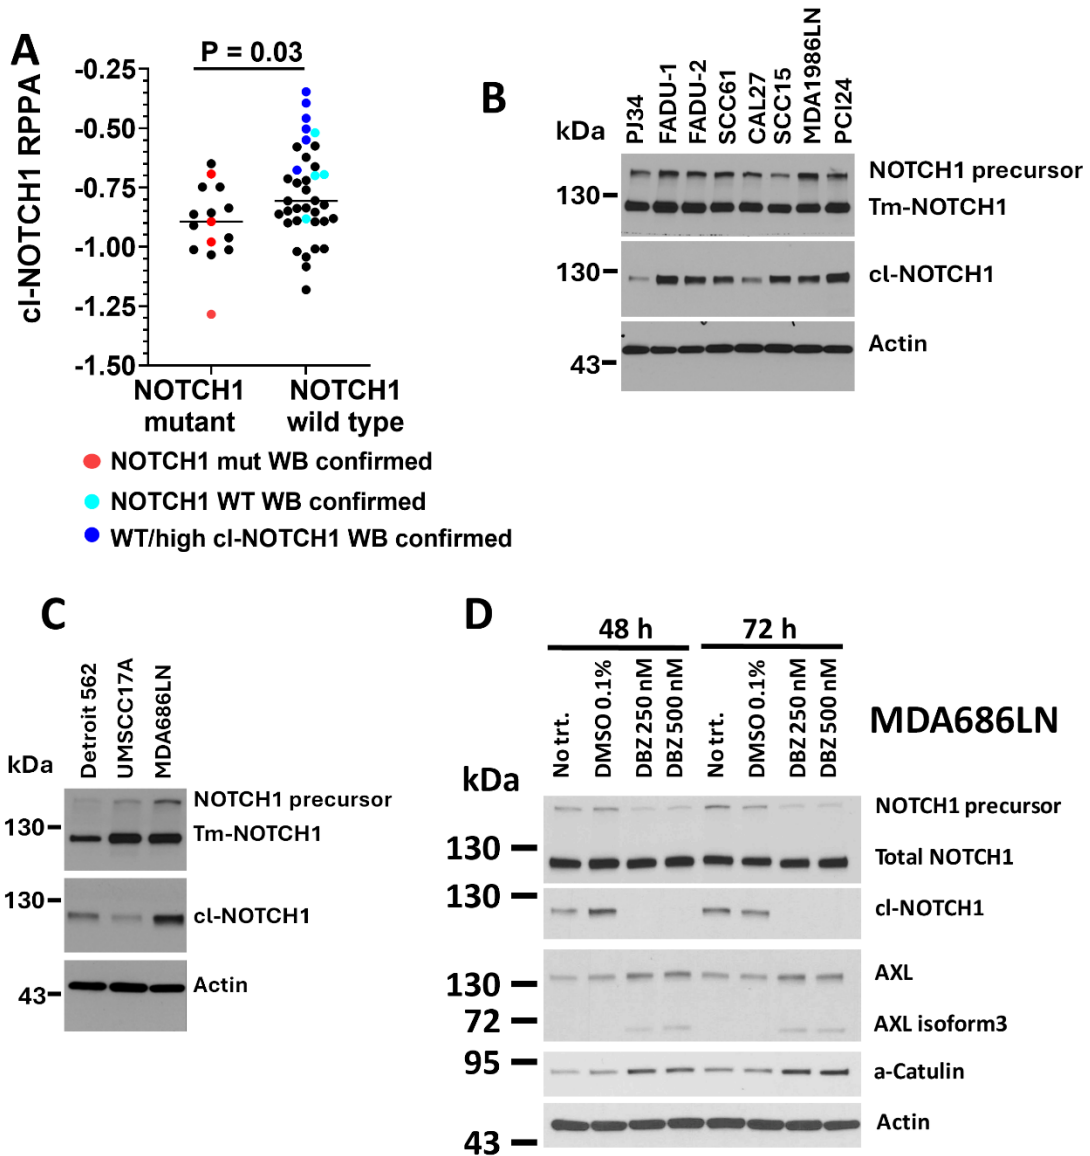 A
P = 0.03
cl-NOTCH1 RPPA
-0.25
-0.50
-0.75
-1.00
-1.25
-1.50
NOTCH1 mutant
NOTCH1 wild type
NOTCH1 mut WB confirmed
NOTCH1 WT WB confirmed
WT/high cl-NOTCH1 WB confirmed
B
kDa
PJ34
FADU-1
FADU-2
SCC61
CAL27
SCC15
MDA1986LN
PCI24
NOTCH1 precursor
130
Tm-NOTCH1
130
cl-NOTCH1
Actin
43
C
kDa
Detroit 562
UMSCC17A
MDA686LN
NOTCH1 precursor
130
Tm-NOTCH1
130
cl-NOTCH1
Actin
43
D
48 h
72 h
No trt.
DMSO 0.1%
DBZ 250 nM
DBZ 500 nM
No trt.
DMSO 0.1%
DBZ 250 nM
DBZ 500 nM
MDA686LN
kDa
NOTCH1 precursor
130
Total NOTCH1
130
cl-NOTCH1
AXL
130
72
AXL isoform3
95
a-Catulin
Actin
43